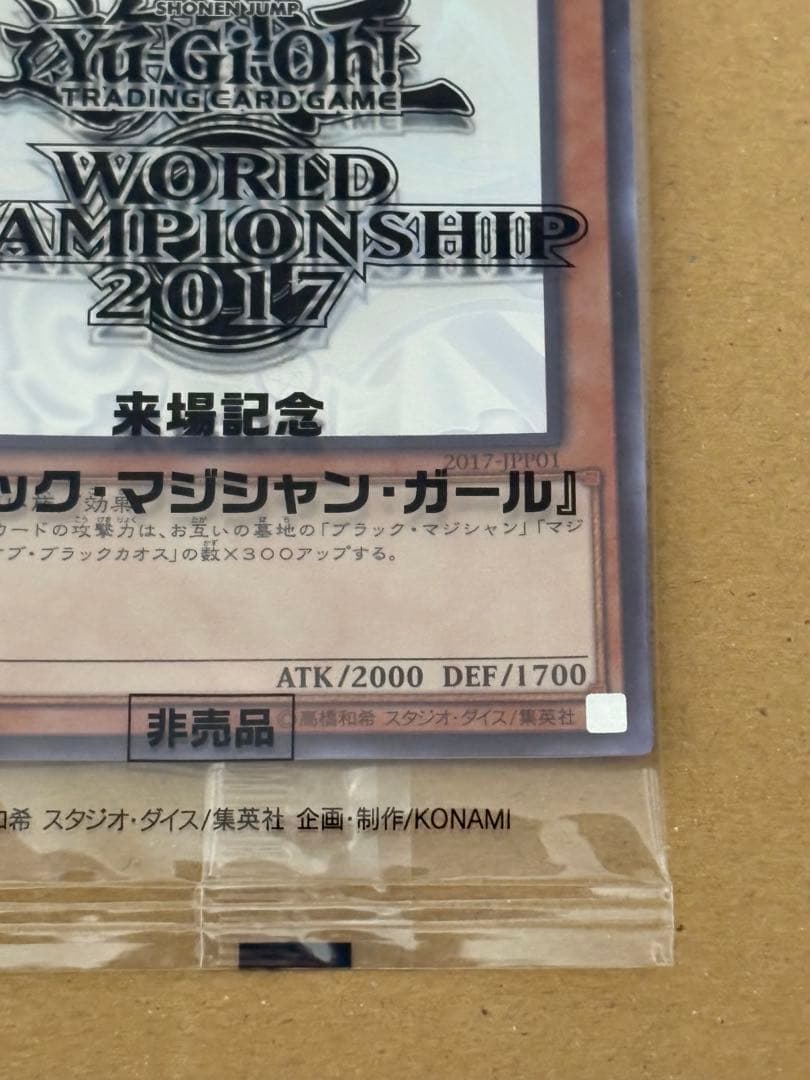 SHONEN JUMP
Yu-Gi-Oh!
TRADING CARD GAME
WORLD
AMPIONSHIP
2017
来場記念
2017-JPP01
ック・マジシャン・ガール』
効果
カードの攻撃力は、お互いの墓地の「ブラック・マジシャン」「マジ
オブ・ブラックカオス」の数×300アップする。
ATK/2000 DEF/1700
非売品
©高橋和希 スタジオ・ダイス/集英社
和希 スタジオ・ダイス/集英社 企画・制作/KONAMI